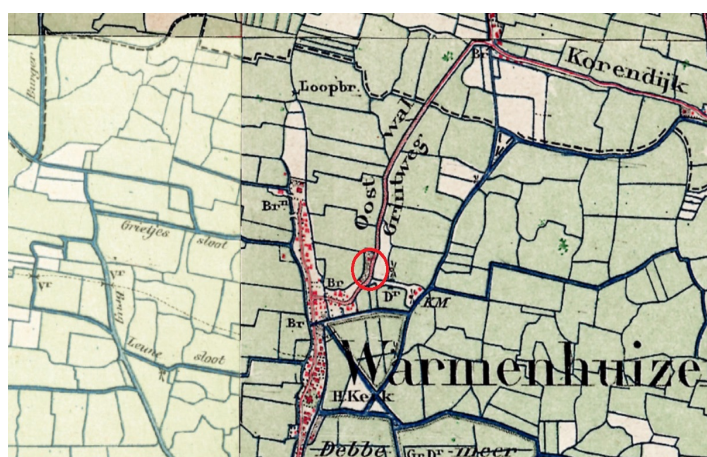 Burger
Loopbr.
Br
Korendijk
Oost Wal
Grintweg
Brn
Grietjes sloot
Vr
Vr
Br
Dr
KM
Br
Leune sloot
Warmenhuize
H.Kerk
Debbe meer
Gn Dr